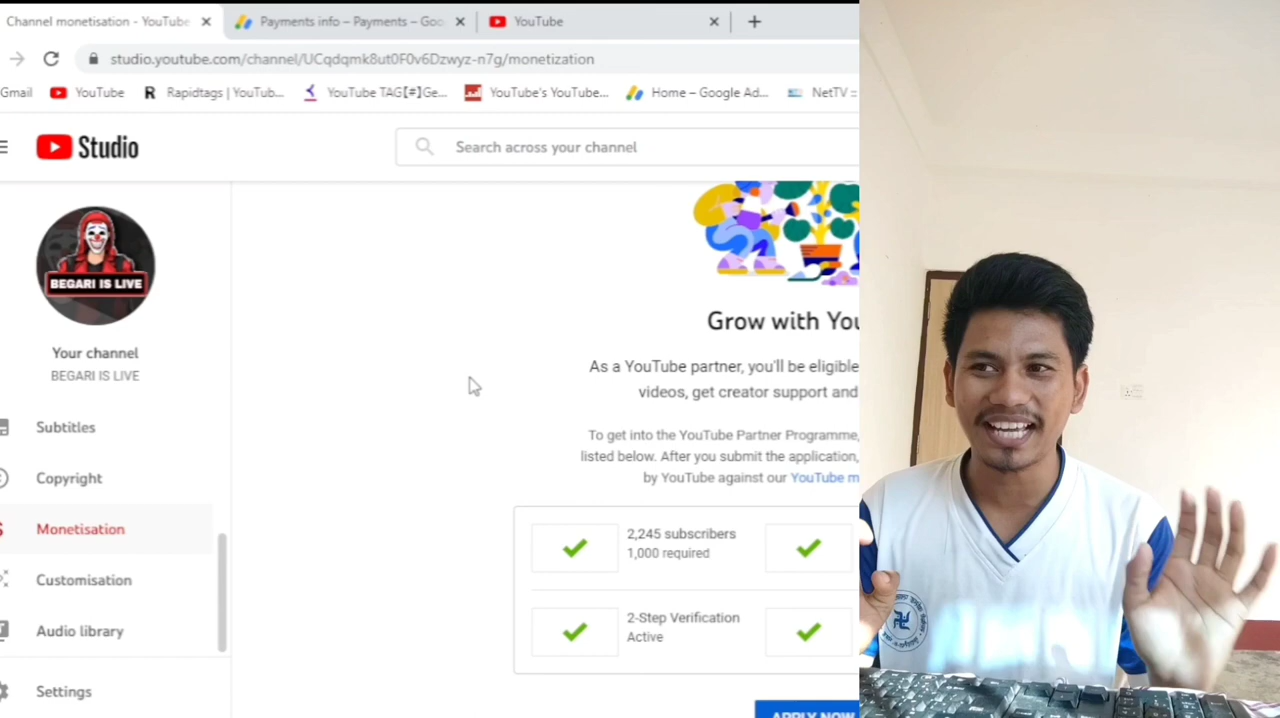 Channel monetisation - YouTube
Payments info – Payments – Goo
YouTube
studio.youtube.com/channel/UCqdqmk8ut0F0v6Dzwyz-n7g/monetization
Gmail
YouTube
Rapidtags | YouTub...
YouTube TAG[#]Ge...
YouTube's YouTube...
Home – Google Ad...
NetTV =
Studio
Search across your channel
BEGARI IS LIVE
Your channel
BEGARI IS LIVE
Subtitles
Copyright
Monetisation
Customisation
Audio library
Settings
Grow with You
As a YouTube partner, you'll be eligible
videos, get creator support and
To get into the YouTube Partner Programme,
listed below. After you submit the application,
by YouTube against our YouTube m
2,245 subscribers
1,000 required
2-Step Verification
Active
APPLY NOW